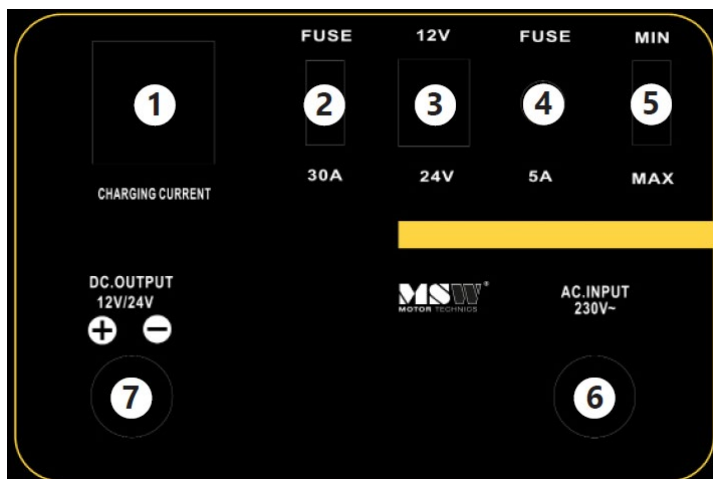 FUSE 12V FUSE MIN
1 2 3 4 5
30A 24V 5A MAX
CHARGING CURRENT
DC.OUTPUT
12V/24V
+ −
MSW®
MOTOR TECHNICS
AC.INPUT
230V~
7 6